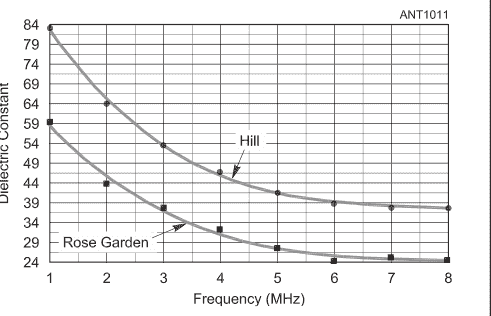 ANT1011
84
79
74
69
64
59
54
49
44
39
34
29
24
Dielectric Constant
Hill
Rose Garden
1 2 3 4 5 6 7 8
Frequency (MHz)